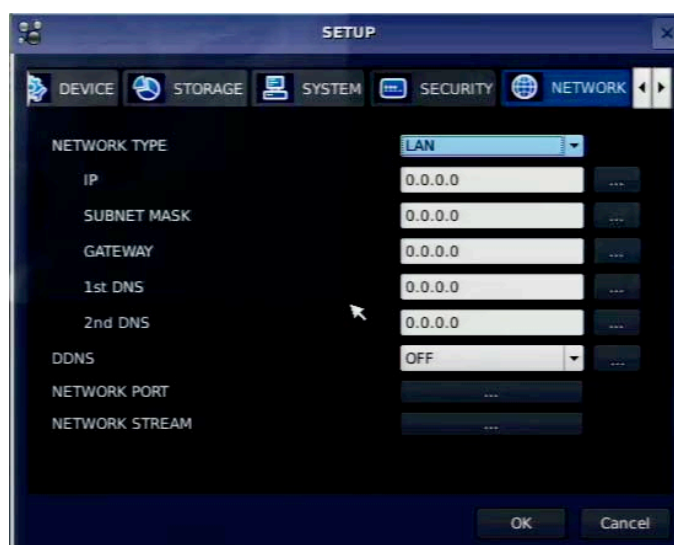 SETUP
DEVICE STORAGE SYSTEM SECURITY NETWORK
NETWORK TYPE LAN
IP 0.0.0.0 ...
SUBNET MASK 0.0.0.0 ...
GATEWAY 0.0.0.0 ...
1st DNS 0.0.0.0 ...
2nd DNS 0.0.0.0 ...
DDNS OFF ...
NETWORK PORT ...
NETWORK STREAM ...
OK Cancel